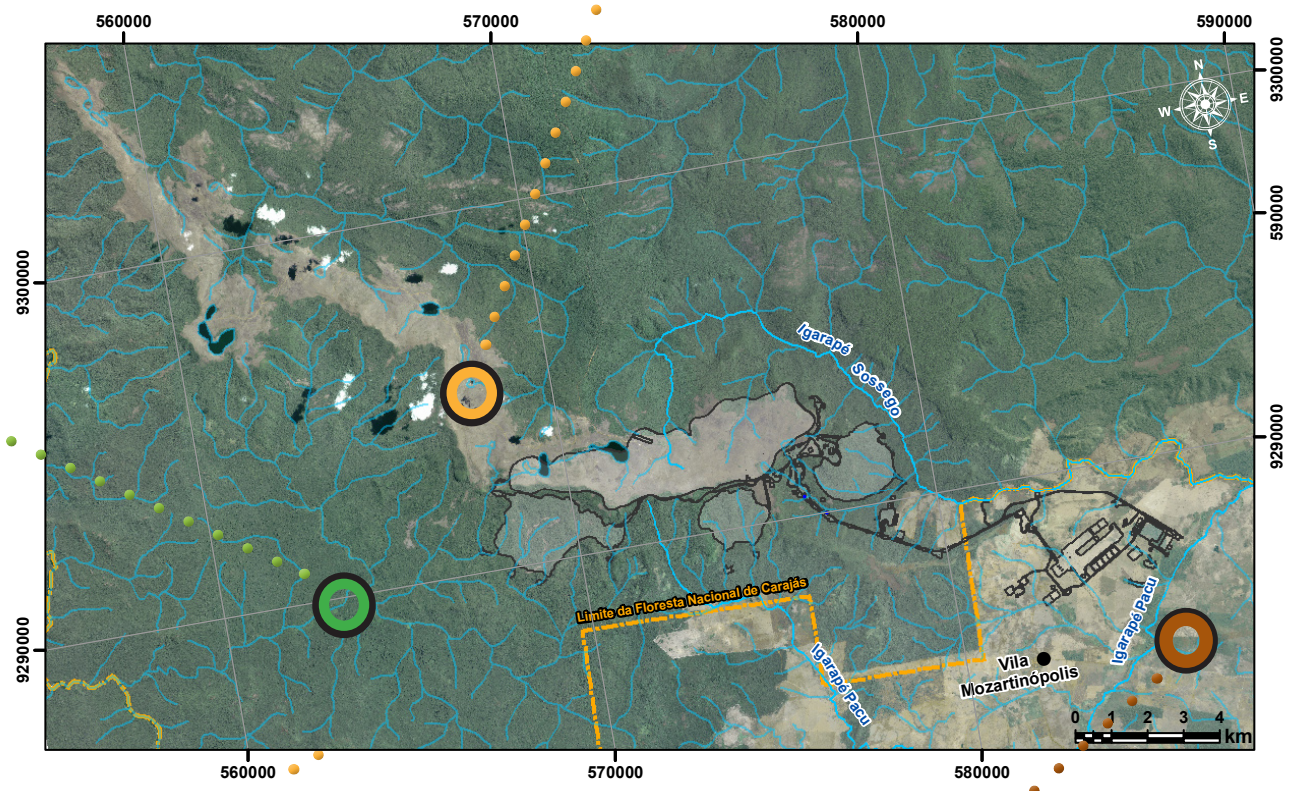 560000
570000
580000
590000
9300000
N
W
E
S
590000
9300000
Igarapé Sossego
9290000
Limite da Floresta Nacional de Carajás
Igarapé Pacu
Igarapé Pacu
Vila
Mozartinópolis
9290000
0 1 2 3 4
km
560000
570000
580000